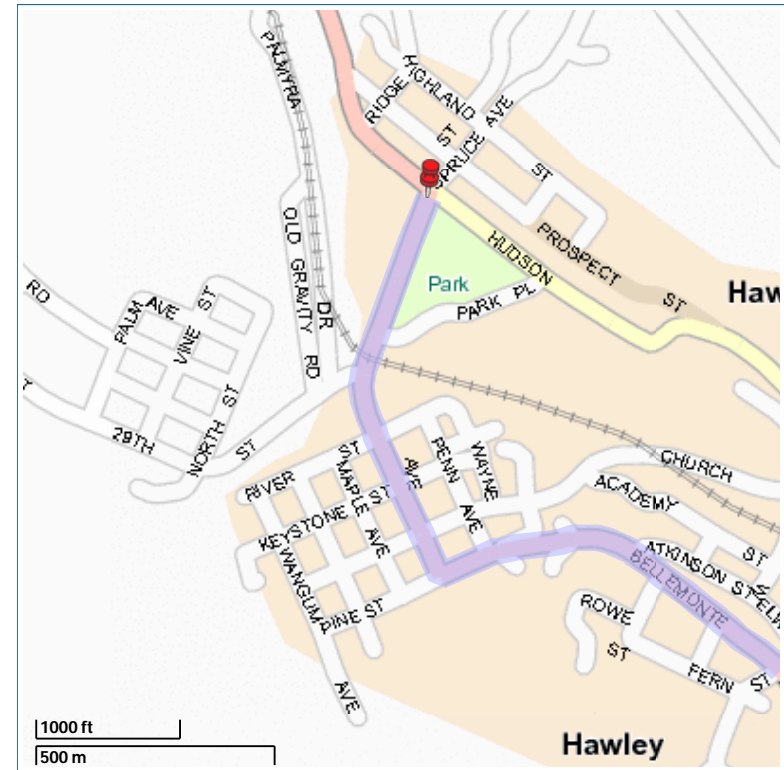 PALMYRA
HIGHLAND
RIDGE
AVE
ST
SPRUCE
ST
OLD GRAVITY RD
DR
HUDSON
PROSPECT
ST
Park
PARK PL
RD
PALM AVE
VINE ST
Haw
29TH
NORTH ST
ST
RIVER
ST
MAPLE AVE
AVE
PENN AVE
WAYNE
CHURCH
ACADEMY
ST
KEYSTONE ST
WANGUM
AVE
PINE ST
ATKINSON ST
BELLEMONTE
ELW
ROWE
ST
FERN
ST
1000 ft
500 m
Hawley